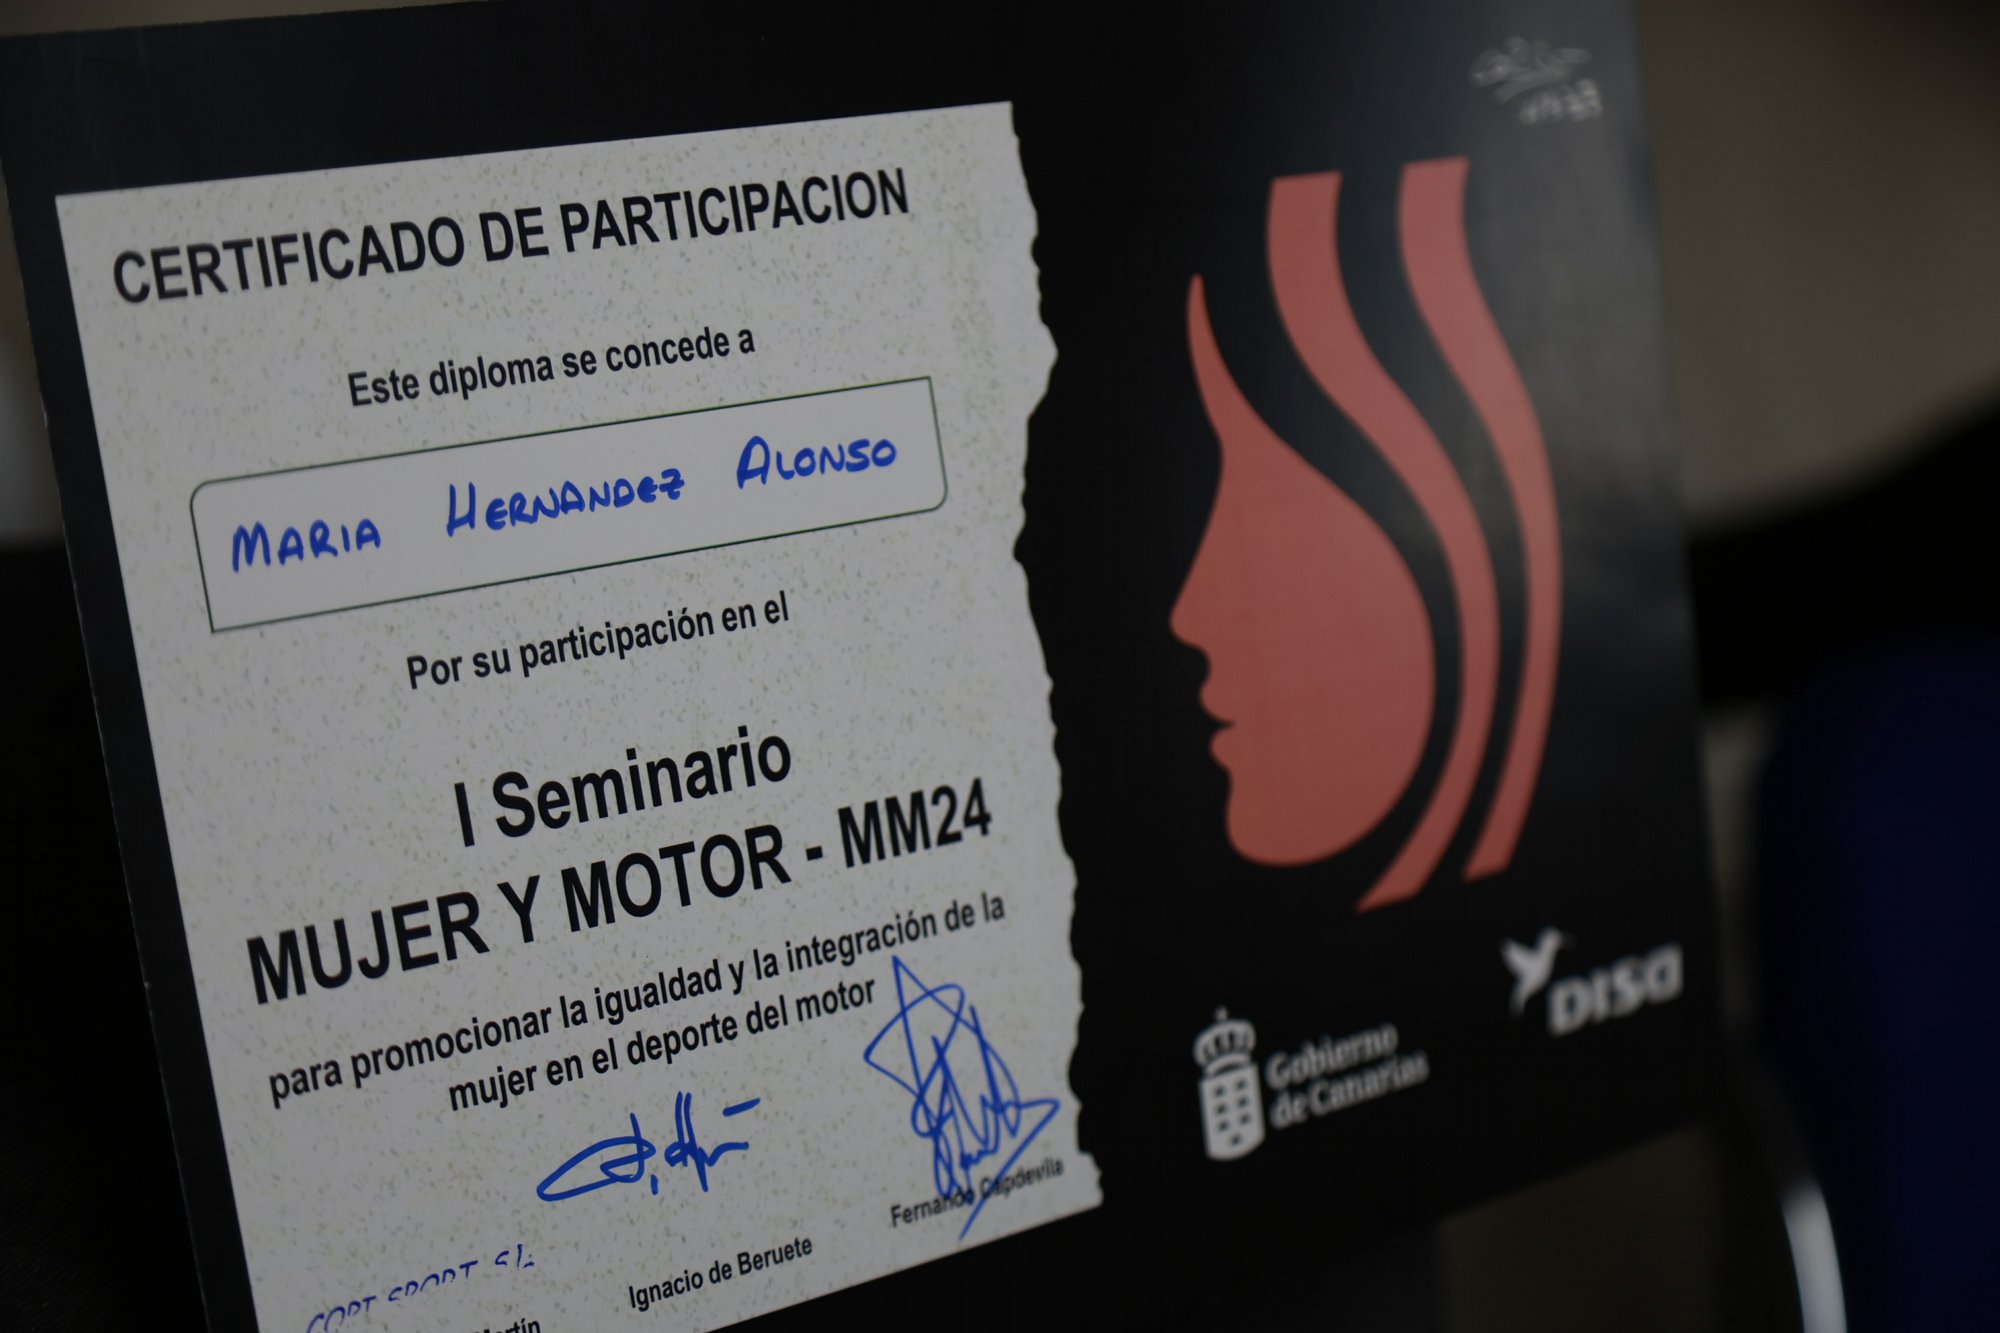 CERTIFICADO DE PARTICIPACION
Este diploma se concede a
MARIA HERNANDEZ ALONSO
Por su participación en el
I Seminario
MUJER Y MOTOR - MM24
para promocionar la igualdad y la integración de la
mujer en el deporte del motor
Fernando Capdevila
Ignacio de Beruete
SPORT SL
DISA
Gobierno
de Canarias